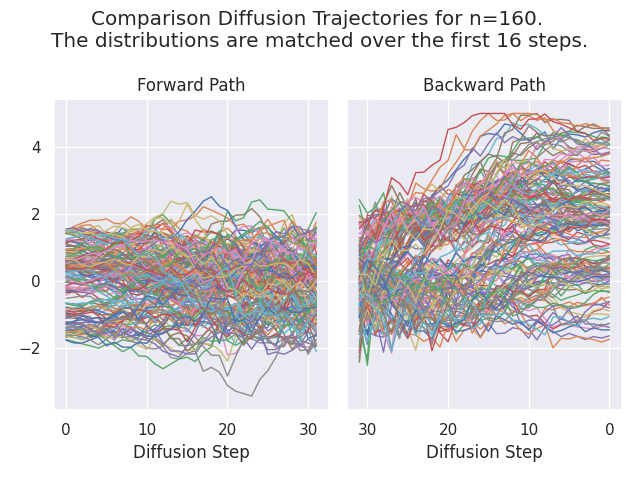 Comparison Diffusion Trajectories for n=160.
The distributions are matched over the first 16 steps.
Forward Path
Backward Path
4
2
0
−2
0 10 20 30
30 20 10 0
Diffusion Step
Diffusion Step